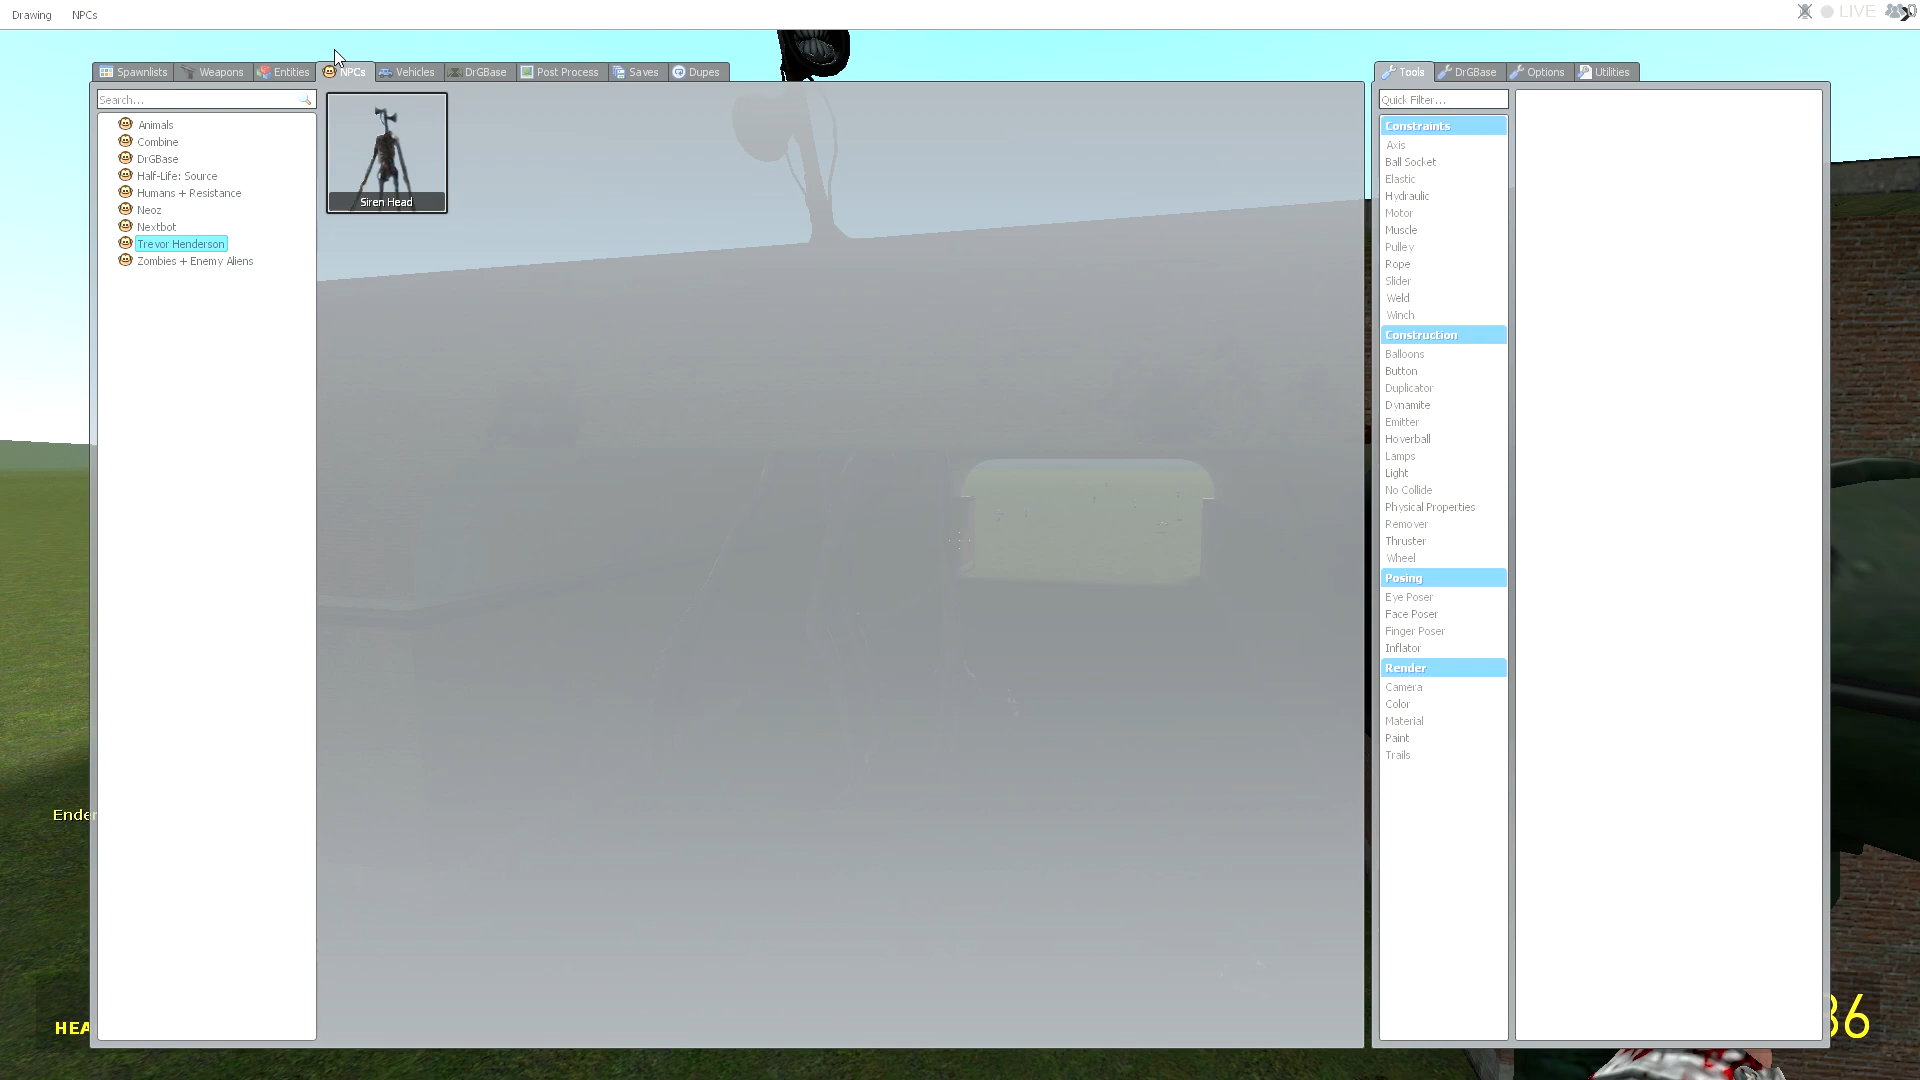 Drawing NPCs
LIVE 0
Spawnlists Weapons Entities NPCs Vehicles DrGBase Post Process Saves Dupes
Tools DrGBase Options Utilities
Search...
Animals
Combine
DrGBase
Half-Life: Source
Humans + Resistance
Neoz
Nextbot
Trevor Henderson
Zombies + Enemy Aliens
Siren Head
Quick Filter...
Constraints
Axis
Ball Socket
Elastic
Hydraulic
Motor
Muscle
Pulley
Rope
Slider
Weld
Winch
Construction
Balloons
Button
Duplicator
Dynamite
Emitter
Hoverball
Lamps
Light
No Collide
Physical Properties
Remover
Thruster
Wheel
Posing
Eye Poser
Face Poser
Finger Poser
Inflator
Render
Camera
Color
Material
Paint
Trails
Ender
HEA
36